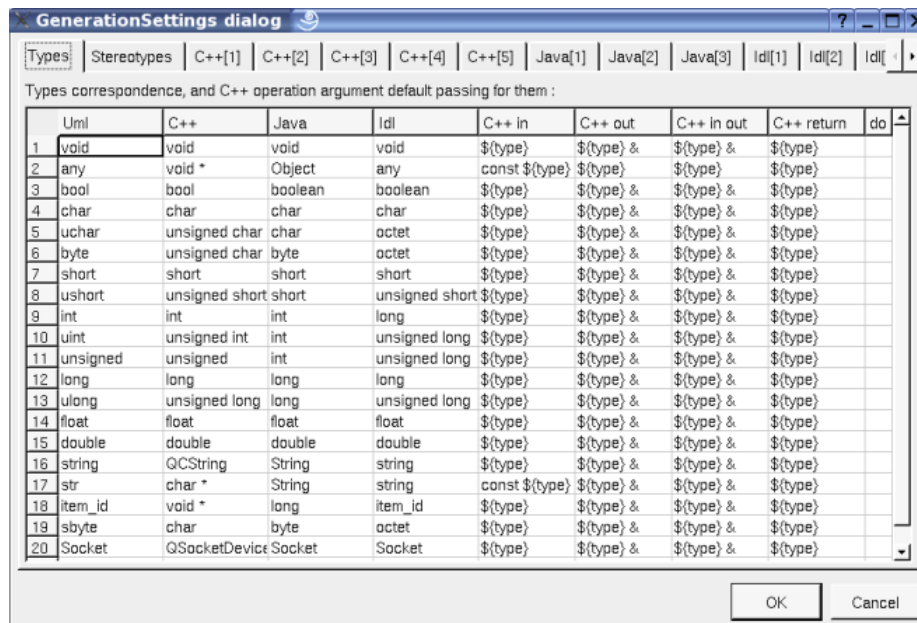 GenerationSettings dialog
Types Stereotypes C++[1] C++[2] C++[3] C++[4] C++[5] Java[1] Java[2] Java[3] Idl[1] Idl[2] Idl[
Types correspondence, and C++ operation argument default passing for them :
Uml C++ Java Idl C++ in C++ out C++ in out C++ return do
1 void void void void ${type} ${type} & ${type} & ${type}
2 any void * Object any const ${type} ${type} ${type} ${type}
3 bool bool boolean boolean ${type} ${type} & ${type} & ${type}
4 char char char char ${type} ${type} & ${type} & ${type}
5 uchar unsigned char char octet ${type} ${type} & ${type} & ${type}
6 byte unsigned char byte octet ${type} ${type} & ${type} & ${type}
7 short short short short ${type} ${type} & ${type} & ${type}
8 ushort unsigned short short unsigned short ${type} ${type} & ${type} & ${type}
9 int int int long ${type} ${type} & ${type} & ${type}
10 uint unsigned int int unsigned long ${type} ${type} & ${type} & ${type}
11 unsigned unsigned int unsigned long ${type} ${type} & ${type} & ${type}
12 long long long long ${type} ${type} & ${type} & ${type}
13 ulong unsigned long long unsigned long ${type} ${type} & ${type} & ${type}
14 float float float float ${type} ${type} & ${type} & ${type}
15 double double double double ${type} ${type} & ${type} & ${type}
16 string QCString String string ${type} ${type} & ${type} & ${type}
17 str char * String string const ${type} ${type} & ${type} & ${type}
18 item_id void * long item_id ${type} ${type} & ${type} & ${type}
19 sbyte char byte octet ${type} ${type} & ${type} & ${type}
20 Socket QSocketDevice Socket Socket ${type} ${type} & ${type} & ${type}
OK Cancel